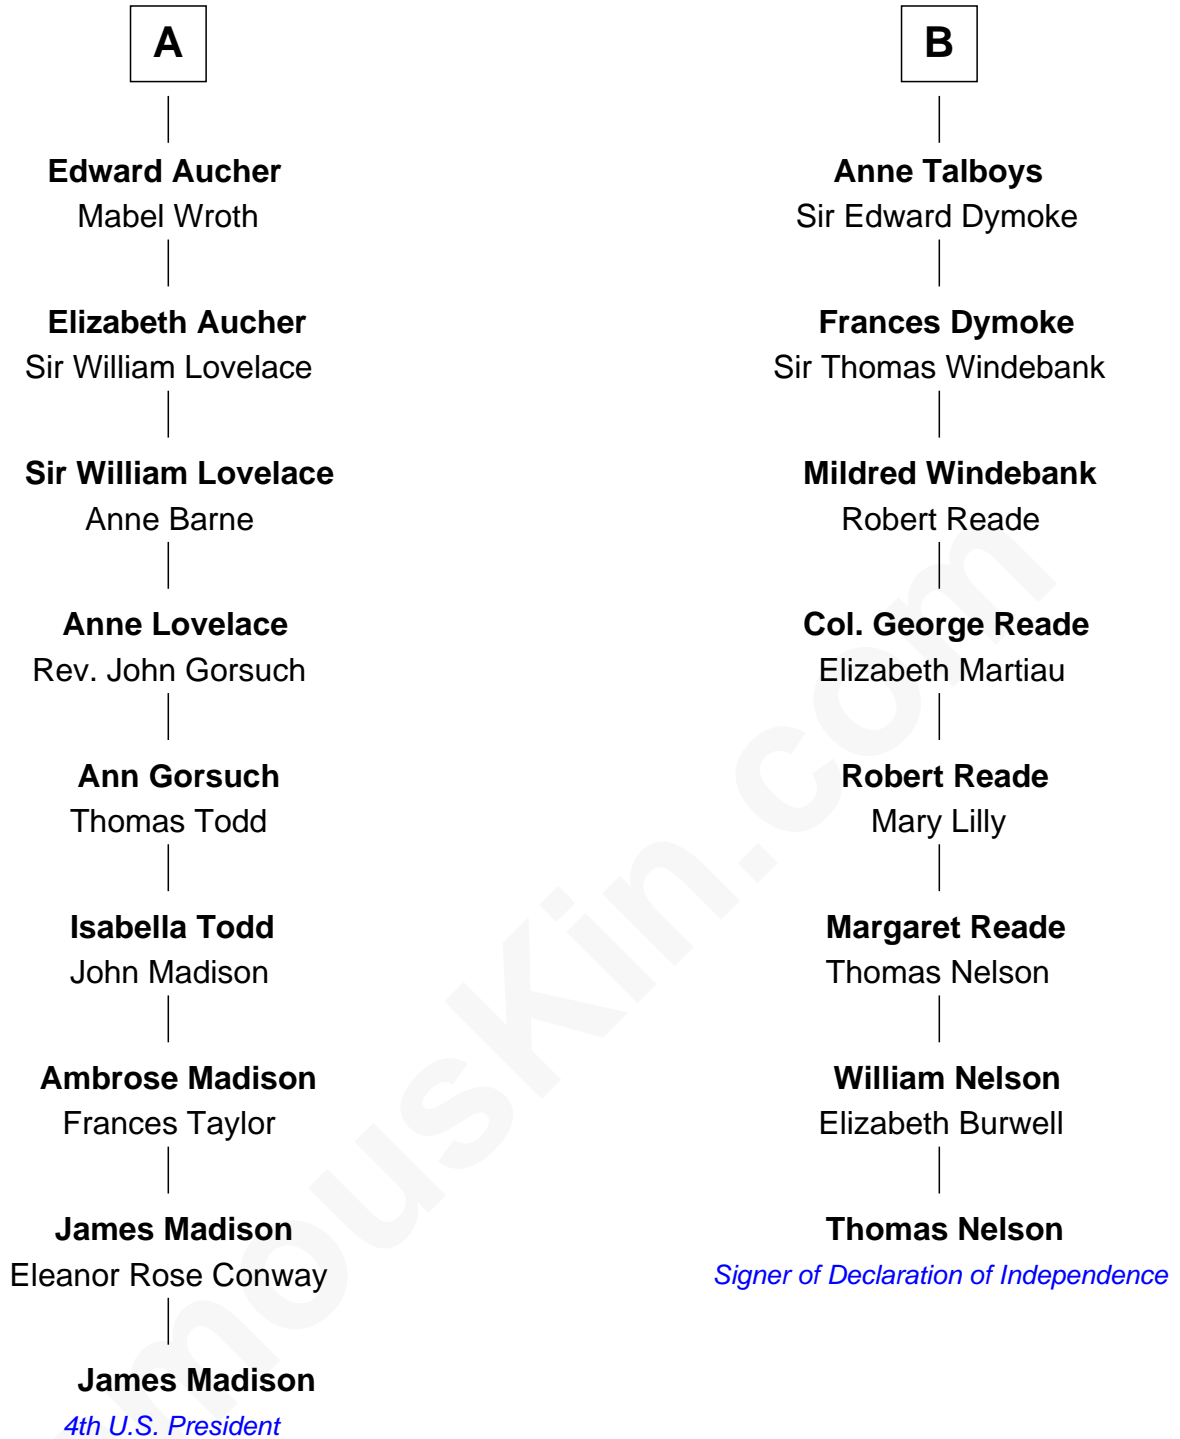 A
Edward Aucher
Mabel Wroth
Elizabeth Aucher
Sir William Lovelace
Sir William Lovelace
Anne Barne
Anne Lovelace
Rev. John Gorsuch
Ann Gorsuch
Thomas Todd
Isabella Todd
John Madison
Ambrose Madison
Frances Taylor
James Madison
Eleanor Rose Conway
James Madison
4th U.S. President
B
Anne Talboys
Sir Edward Dymoke
Frances Dymoke
Sir Thomas Windebank
Mildred Windebank
Robert Reade
Col. George Reade
Elizabeth Martiau
Robert Reade
Mary Lilly
Margaret Reade
Thomas Nelson
William Nelson
Elizabeth Burwell
Thomas Nelson
Signer of Declaration of Independence
mousKin.com